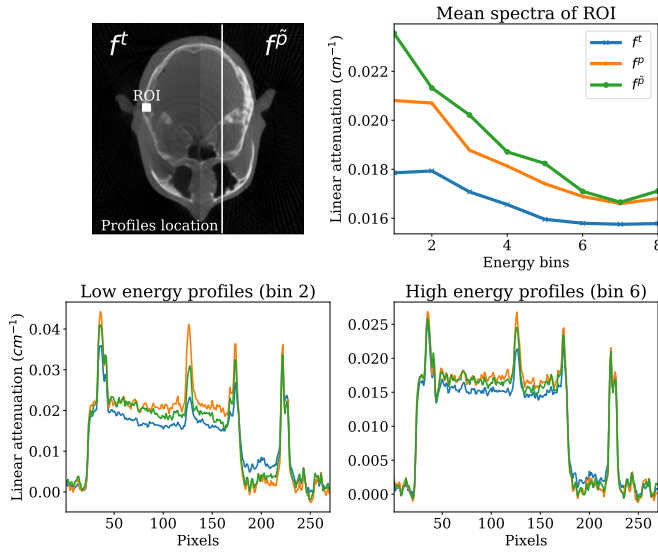 f^t
f^p̃
ROI
Profiles location
Mean spectra of ROI
Linear attenuation (cm⁻¹)
0.022
0.020
0.018
0.016
2 4 6 8
Energy bins
f^t
f^p
f^p̃
Low energy profiles (bin 2)
Linear attenuation (cm⁻¹)
0.04
0.03
0.02
0.01
0.00
50 100 150 200 250
Pixels
High energy profiles (bin 6)
0.025
0.020
0.015
0.010
0.005
0.000
50 100 150 200 250
Pixels